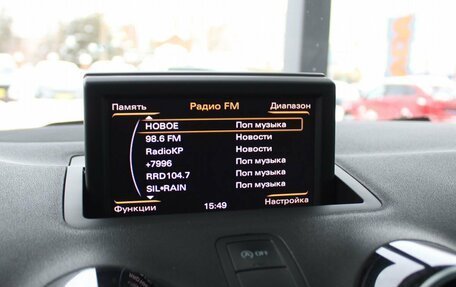 Память Радио FM Диапазон
НОВОЕ Поп музыка
98.6 FM Новости
RadioKP Новости
+7996 Поп музыка
RRD104.7 Поп музыка
SIL•RAIN Поп музыка
Функции 15:49 Настройка
OFF